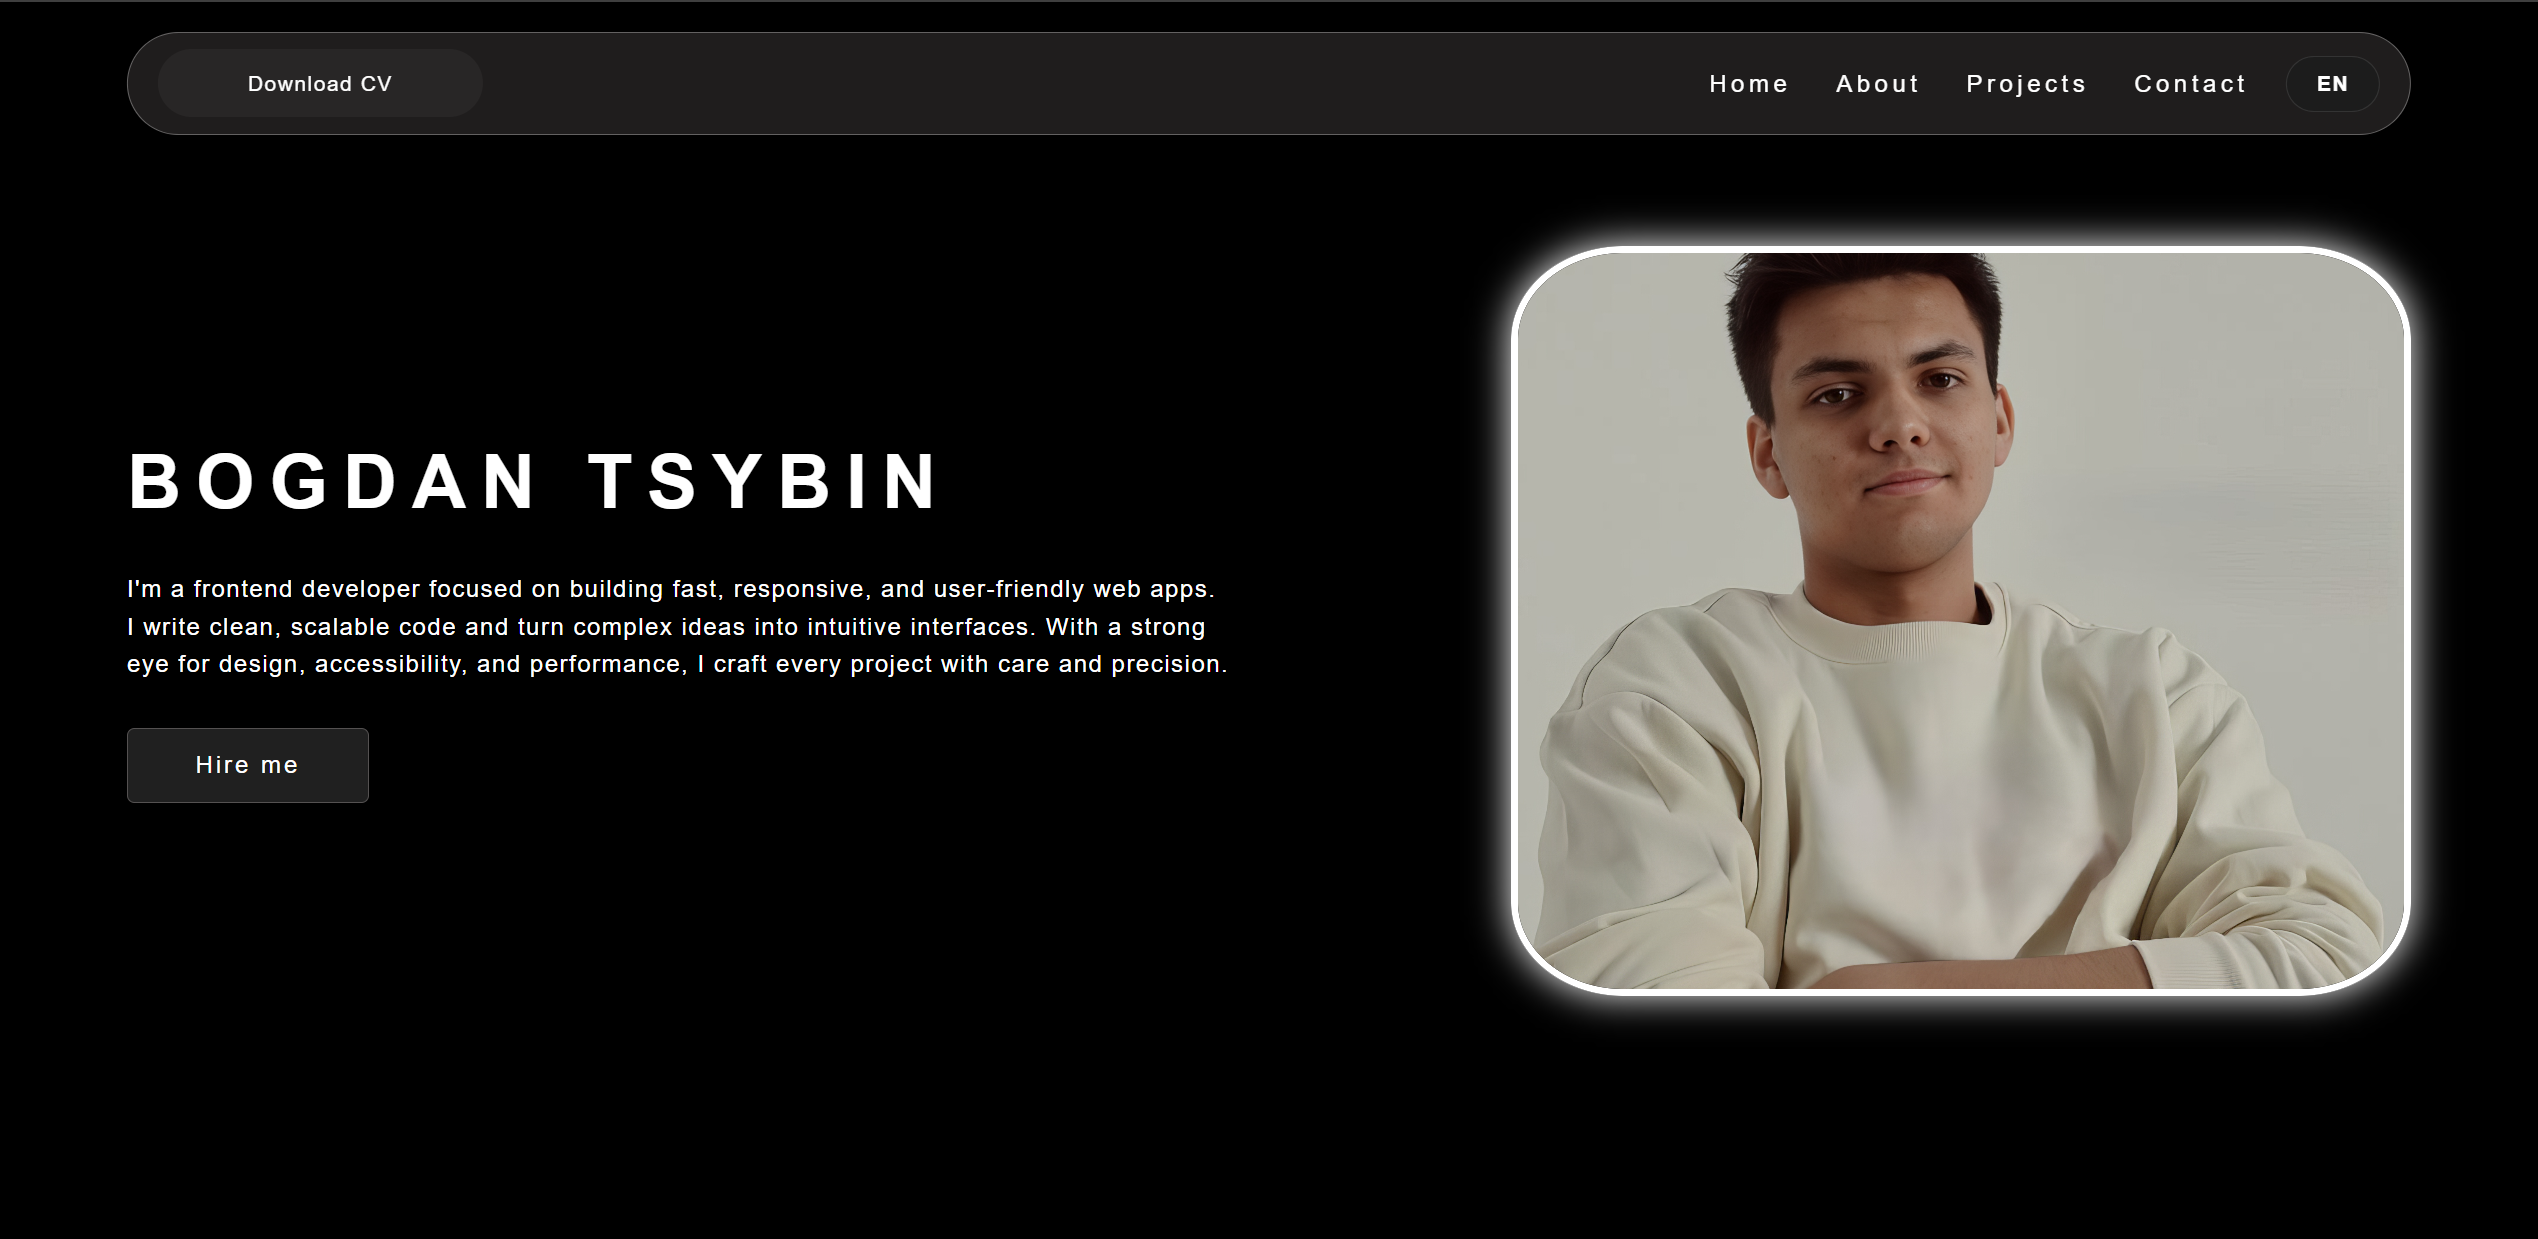 Download CV
Home About Projects Contact EN
BOGDAN TSYBIN
I'm a frontend developer focused on building fast, responsive, and user-friendly web apps.
I write clean, scalable code and turn complex ideas into intuitive interfaces. With a strong
eye for design, accessibility, and performance, I craft every project with care and precision.
Hire me